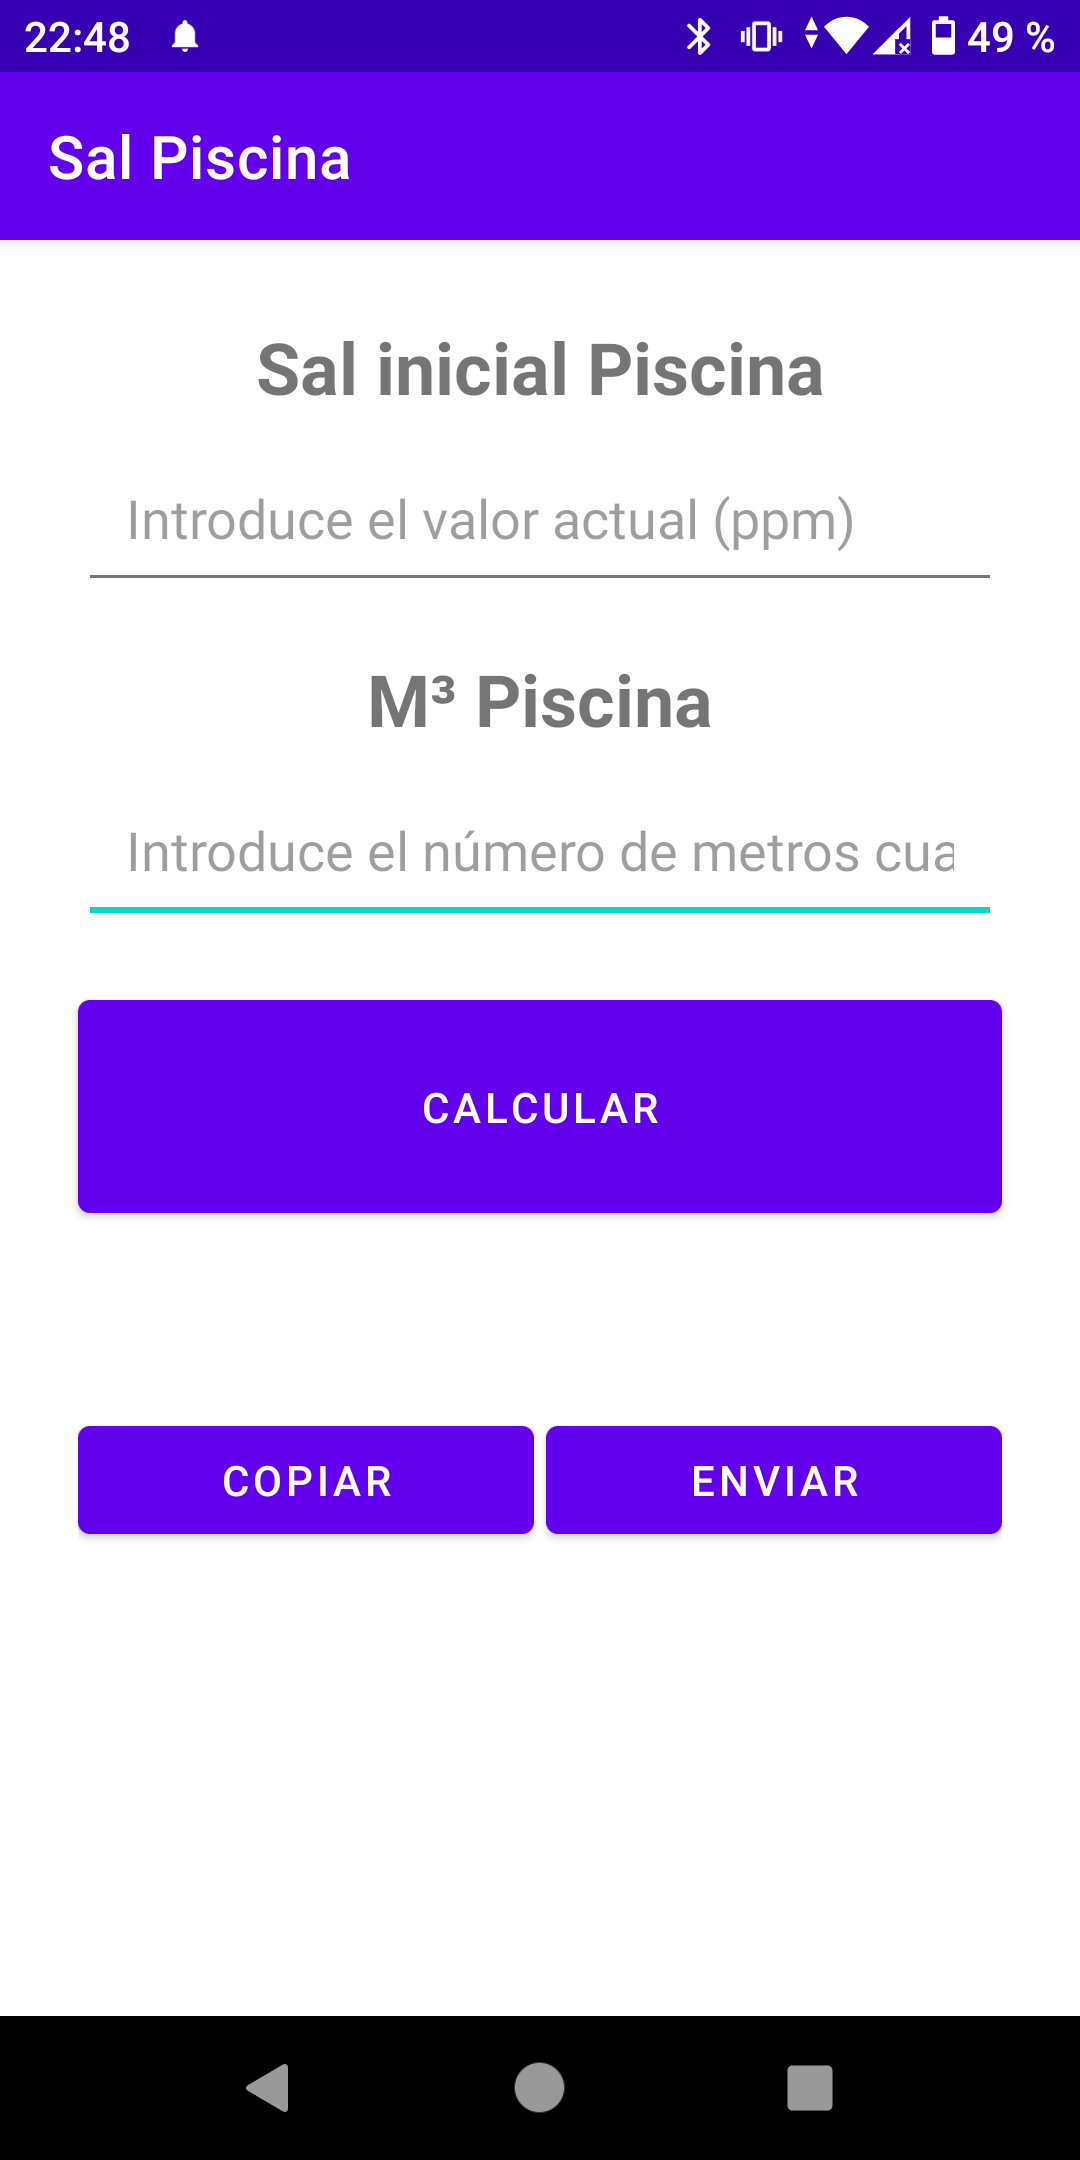 22:48 49 %
Sal Piscina
Sal inicial Piscina
Introduce el valor actual (ppm)
M³ Piscina
Introduce el número de metros cua
CALCULAR
COPIAR ENVIAR